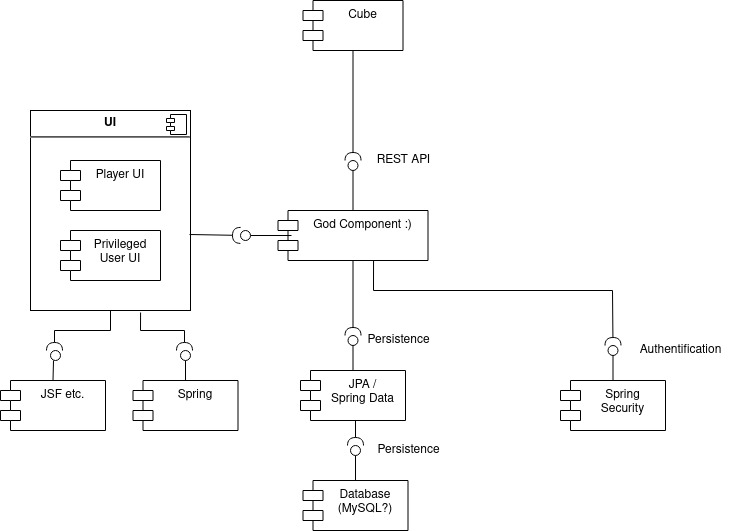 Cube
UI
REST API
Player UI
God Component :)
Privileged
User UI
Persistence
Authentification
JSF etc.
Spring
JPA /
Spring Data
Spring
Security
Persistence
Database
(MySQL?)